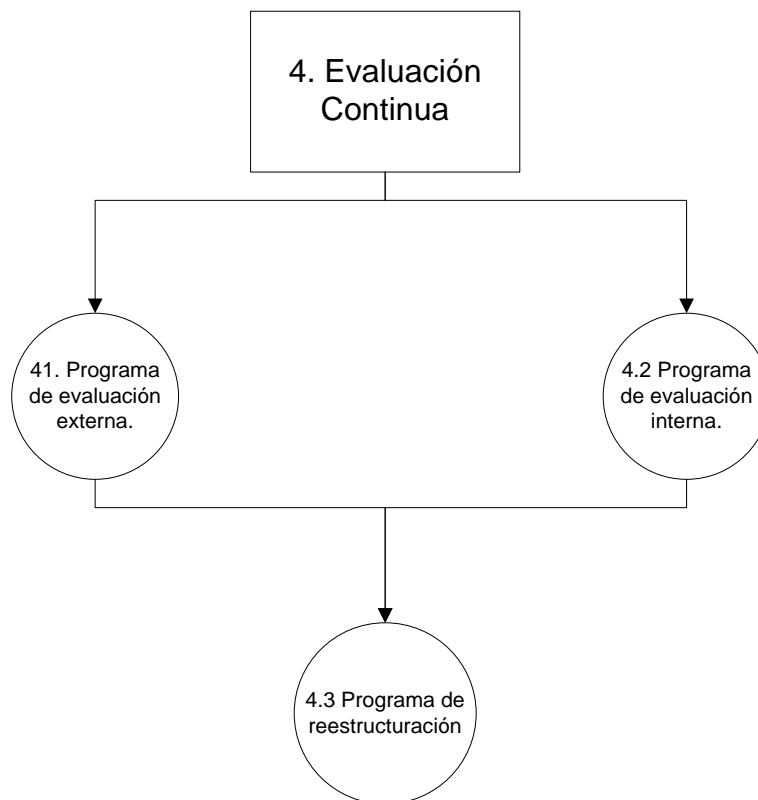 4. Evaluación
Continua
41. Programa
de evaluación
externa.
4.2 Programa
de evaluación
interna.
4.3 Programa de
reestructuración